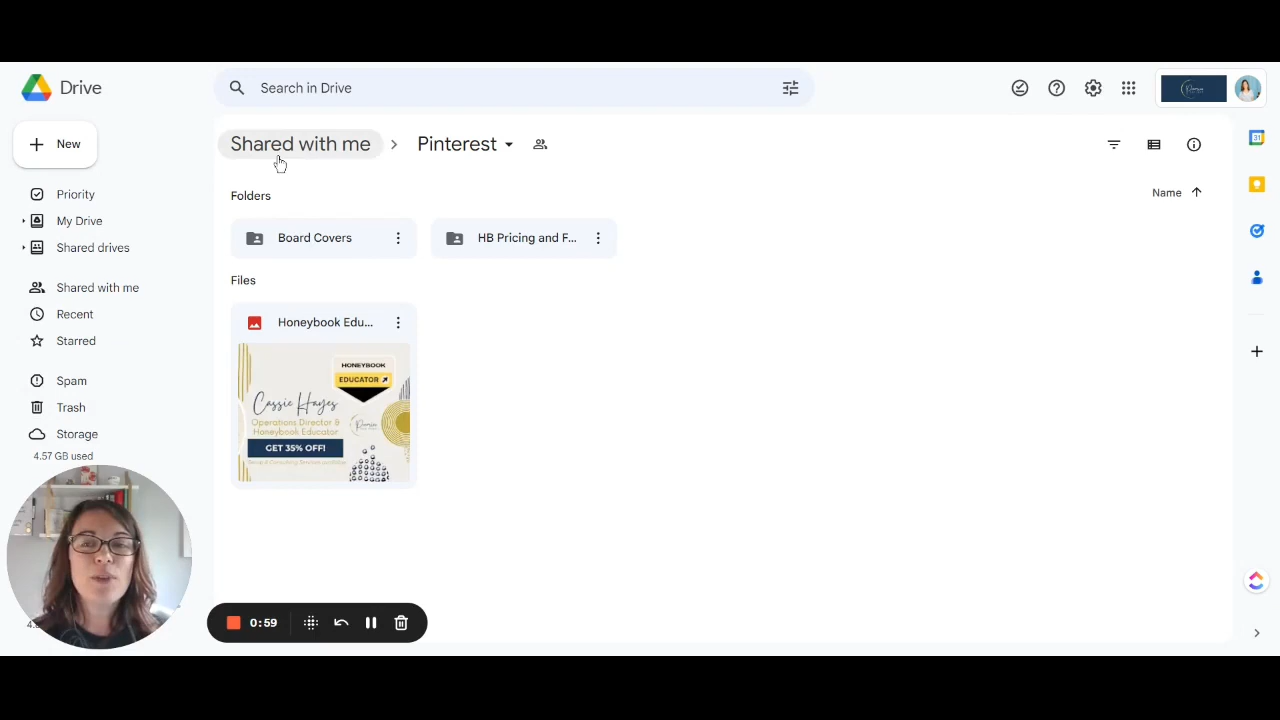 Drive
Search in Drive
New
Shared with me
Pinterest
Priority
My Drive
Shared drives
Shared with me
Recent
Starred
Spam
Trash
Storage
4.57 GB used
Folders
Name
Board Covers
HB Pricing and F...
Files
Honeybook Edu...
HONEYBOOK
EDUCATOR
Cassie Hayes
Operations Director &
Honeybook Educator
GET 35% OFF!
0:59
31